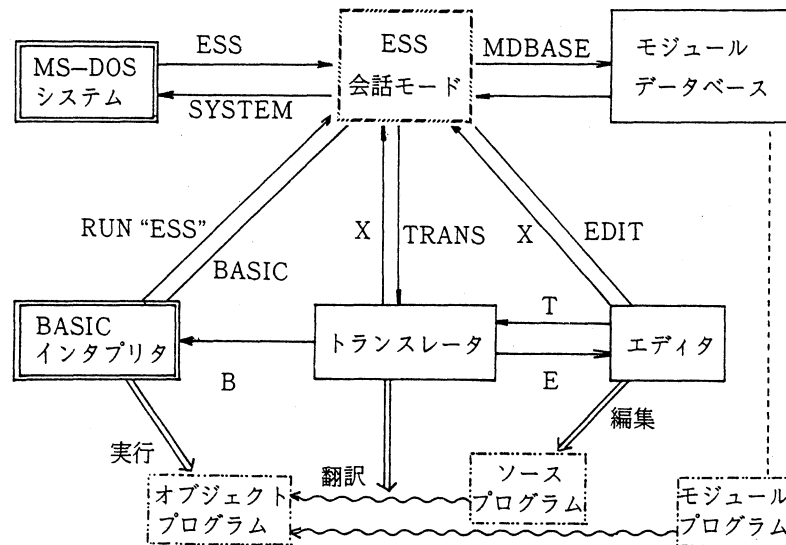 ESS
MS-DOS
システム
SYSTEM
ESS
会話モード
MDBASE
モジュール
データベース
RUN “ESS”
BASIC
X
TRANS
X
EDIT
BASIC
インタプリタ
B
トランスレータ
T
E
エディタ
実行
翻訳
編集
オブジェクト
プログラム
ソース
プログラム
モジュール
プログラム